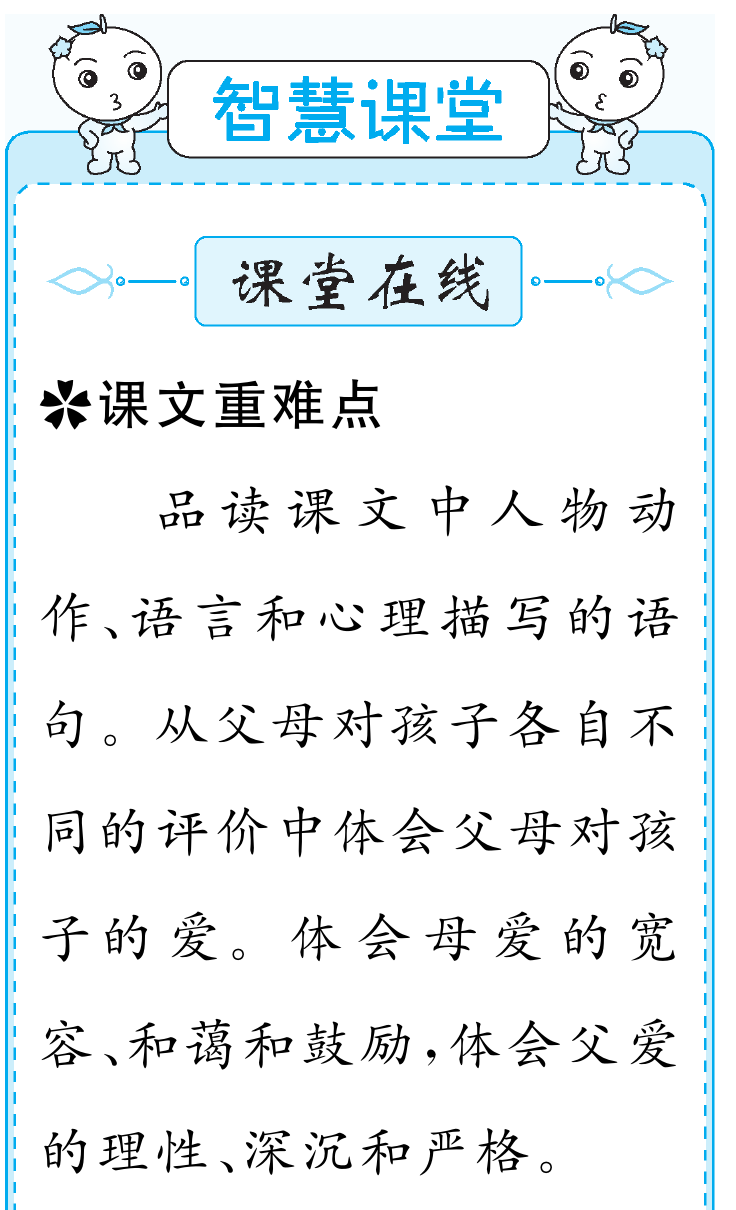 智慧课堂
课堂在线
课文重难点
品读课文中人物动
作、语言和心理描写的语
句。从父母对孩子各自不
同的评价中体会父母对孩
子的爱。体会母爱的宽
容、和蔼和鼓励,体会父爱
的理性、深沉和严格。